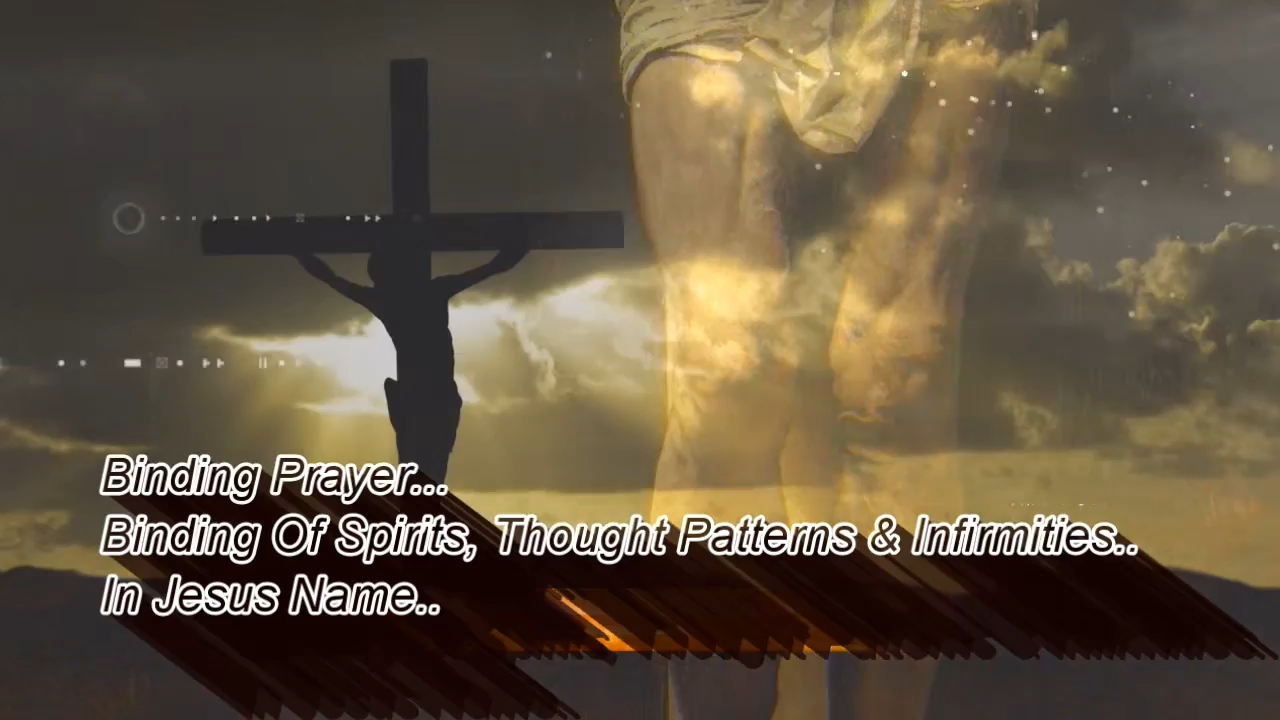 Binding Prayer...
Binding Of Spirits, Thought Patterns & Infirmities..
In Jesus Name..